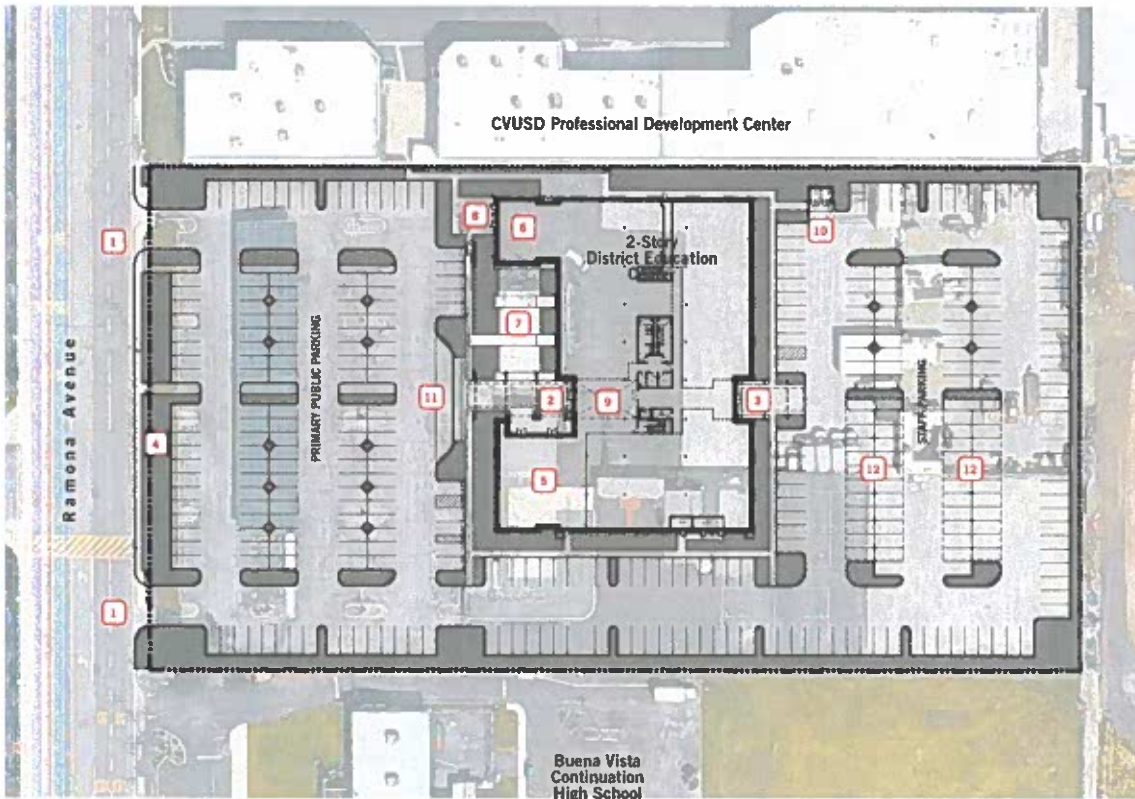 CVUSD Professional Development Center
1
8
6
10
2-Story
District Education
Center
7
Ramona Avenue
PRIMARY PUBLIC PARKING
11
2
9
3
STAFF PARKING
4
5
12
12
1
Buena Vista
Continuation
High School